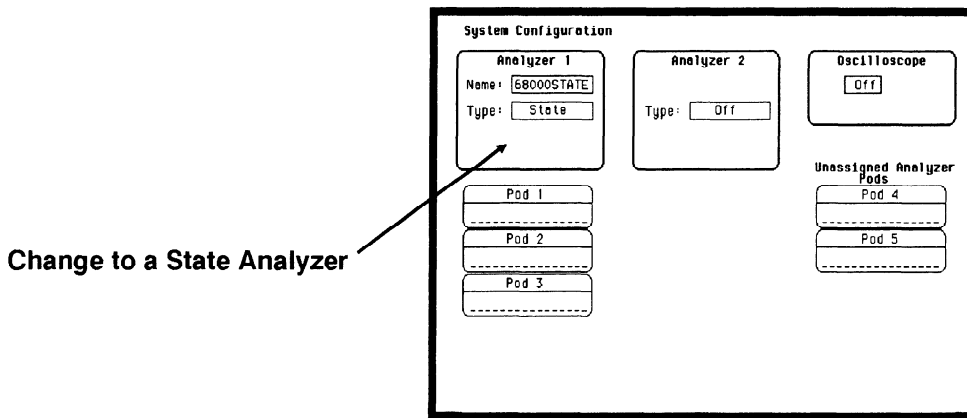 System Configuration
Analyzer 1
Name: 68000STATE
Type: State
Analyzer 2
Type: Off
Oscilloscope
Off
Unassigned Analyzer
Pods
Pod 1
Pod 2
Pod 3
Pod 4
Pod 5
Change to a State Analyzer